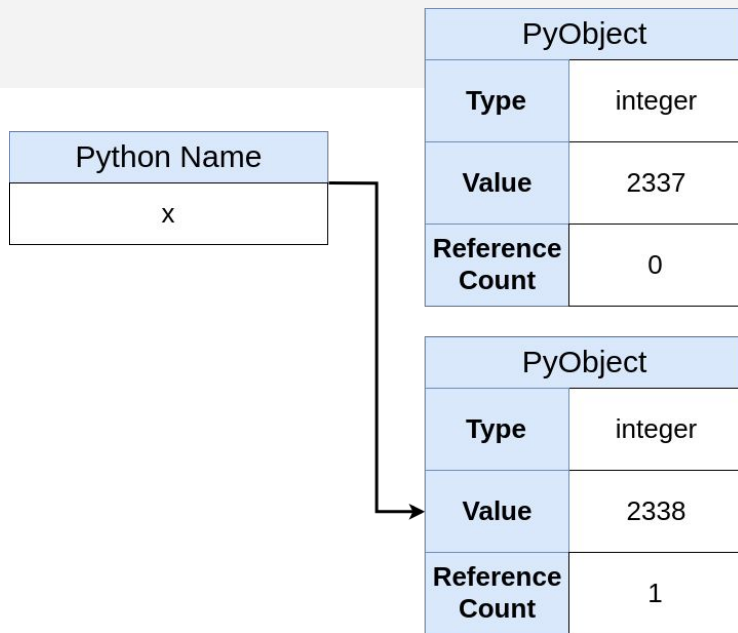 Python Name
x
PyObject
Type integer
Value 2337
Reference
Count
0
PyObject
Type integer
Value 2338
Reference
Count
1